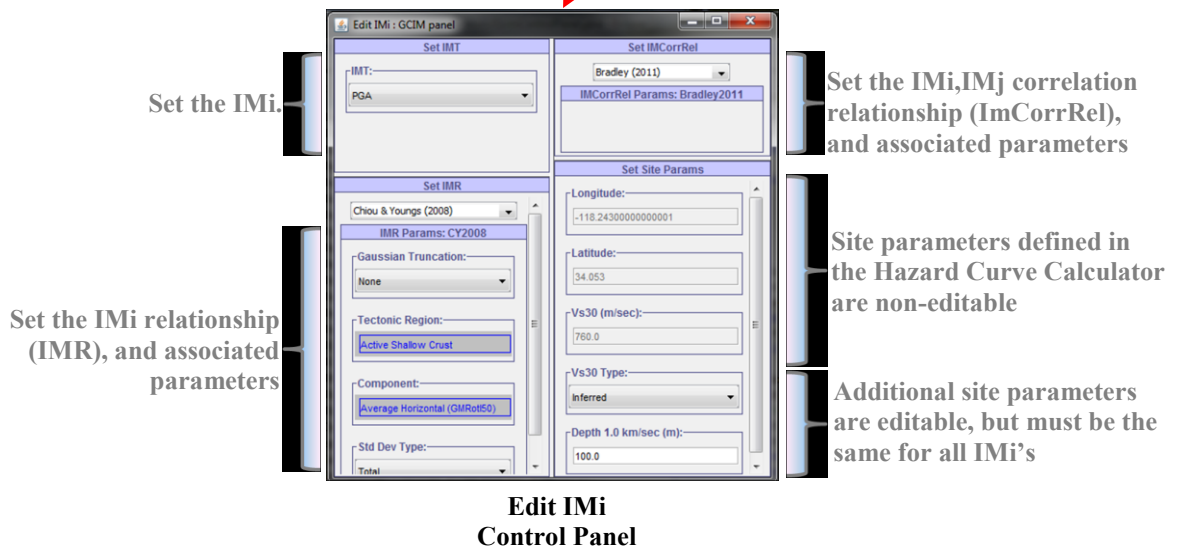 Edit IMi : GCIM panel
Set IMT
IMT:
PGA
Set IMCorrRel
Bradley (2011)
IMCorrRel Params: Bradley2011
Set the IMi.
Set the IMi,IMj correlation
relationship (ImCorrRel),
and associated parameters
Set IMR
Chiou & Youngs (2008)
IMR Params: CY2008
Gaussian Truncation:
None
Tectonic Region:
Active Shallow Crust
Component:
Average Horizontal (GMRotI50)
Std Dev Type:
Total
Set the IMi relationship
(IMR), and associated
parameters
Set Site Params
Longitude:
-118.24300000000001
Latitude:
34.053
Vs30 (m/sec):
760.0
Vs30 Type:
Inferred
Depth 1.0 km/sec (m):
100.0
Site parameters defined in
the Hazard Curve Calculator
are non-editable
Additional site parameters
are editable, but must be the
same for all IMi’s
Edit IMi
Control Panel